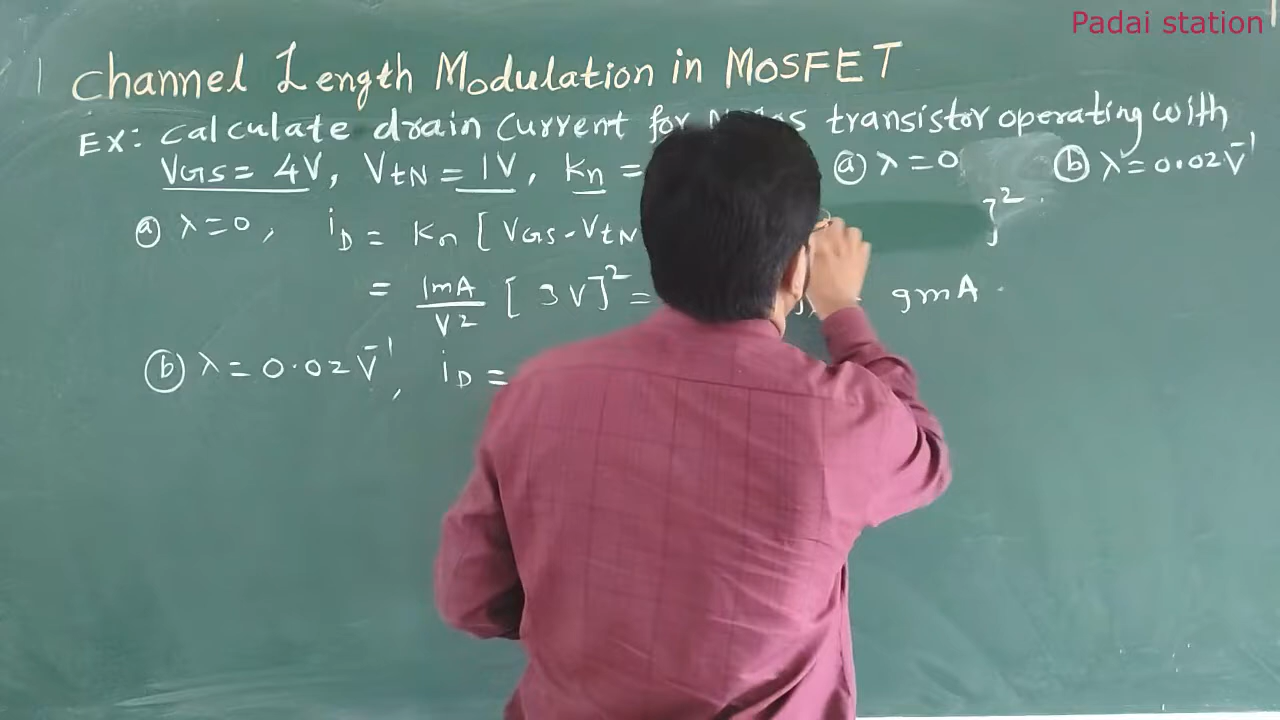 Padai station
Channel Length Modulation in MOSFET
EX: Calculate drain Current for transistor operating with
VGS = 4V, VtN = 1V, kn = ⓐ λ = 0 ⓑ λ = 0.02 V⁻¹
ⓐ λ = 0, iD = Kn [ VGS - VtN ]²
= 1mA/V² [ 3V ]² = 9mA.
ⓑ λ = 0.02 V⁻¹, iD =